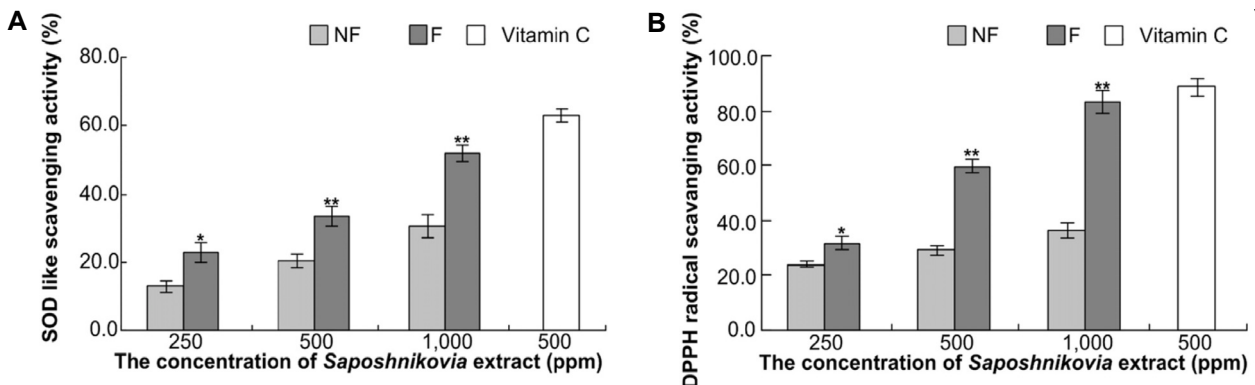 A
SOD like scavenging activity (%)
NF
F
Vitamin C
80.0
60.0
40.0
20.0
0.0
*
**
**
250
500
1,000
500
The concentration of Saposhnikovia extract (ppm)
B
DPPH radical scavanging activity (%)
NF
F
Vitamin C
100.0
80.0
60.0
40.0
20.0
0.0
*
**
**
250
500
1,000
500
The concentration of Saposhnikovia extract (ppm)